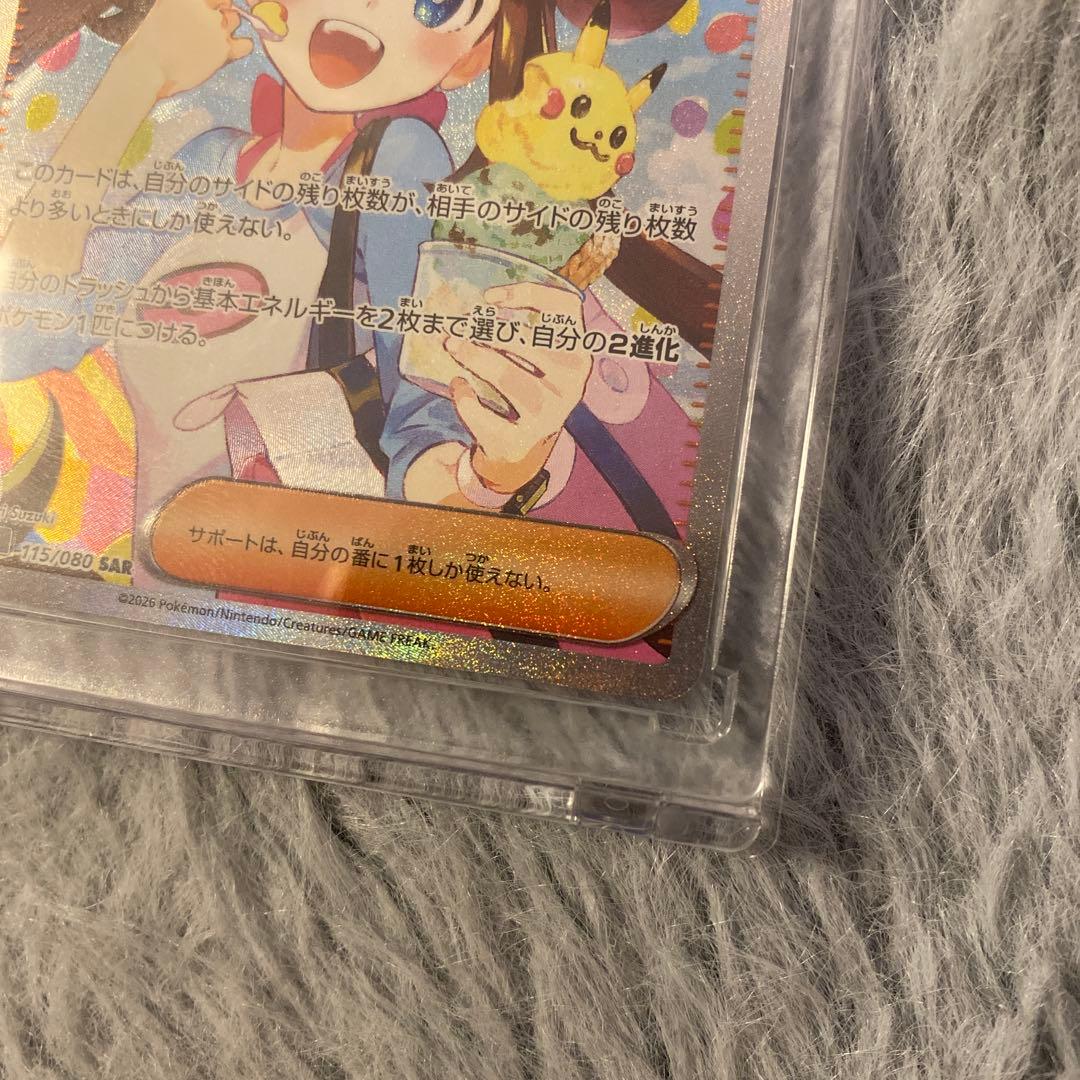 このカードは、自分のサイドの残り枚数が、相手のサイドの残り枚数
より多いときにしか使えない。
自分のトラッシュから基本エネルギーを2枚まで選び、自分の2進化
ポケモン1匹につける。
サポートは、自分の番に1枚しか使えない。
Suzuki
115/080 SAR
©2026 Pokémon/Nintendo/Creatures/GAME FREAK.